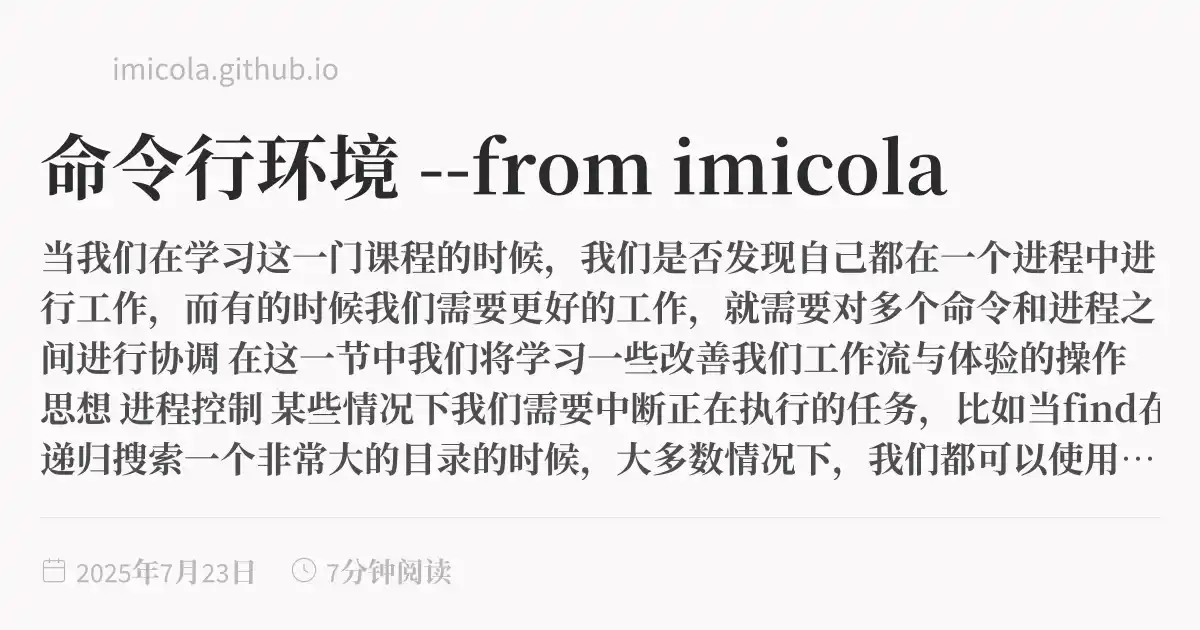 imicola.github.io
命令行环境 --from imicola
当我们在学习这一门课程的时候，我们是否发现自己都在一个进程中进
行工作，而有的时候我们需要更好的工作，就需要对多个命令和进程之
间进行协调 在这一节中我们将学习一些改善我们工作流与体验的操作
思想 进程控制 某些情况下我们需要中断正在执行的任务，比如当find在
递归搜索一个非常大的目录的时候，大多数情况下，我们都可以使用…
2025年7月23日 7分钟阅读